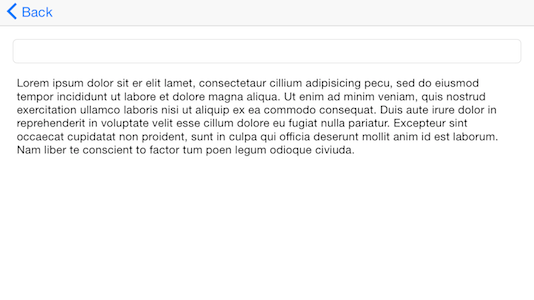 Back
Lorem ipsum dolor sit er elit lamet, consectetaur cillium adipisicing pecu, sed do eiusmod
tempor incididunt ut labore et dolore magna aliqua. Ut enim ad minim veniam, quis nostrud
exercitation ullamco laboris nisi ut aliquip ex ea commodo consequat. Duis aute irure dolor in
reprehenderit in voluptate velit esse cillum dolore eu fugiat nulla pariatur. Excepteur sint
occaecat cupidatat non proident, sunt in culpa qui officia deserunt mollit anim id est laborum.
Nam liber te conscient to factor tum poen legum odioque civiuda.